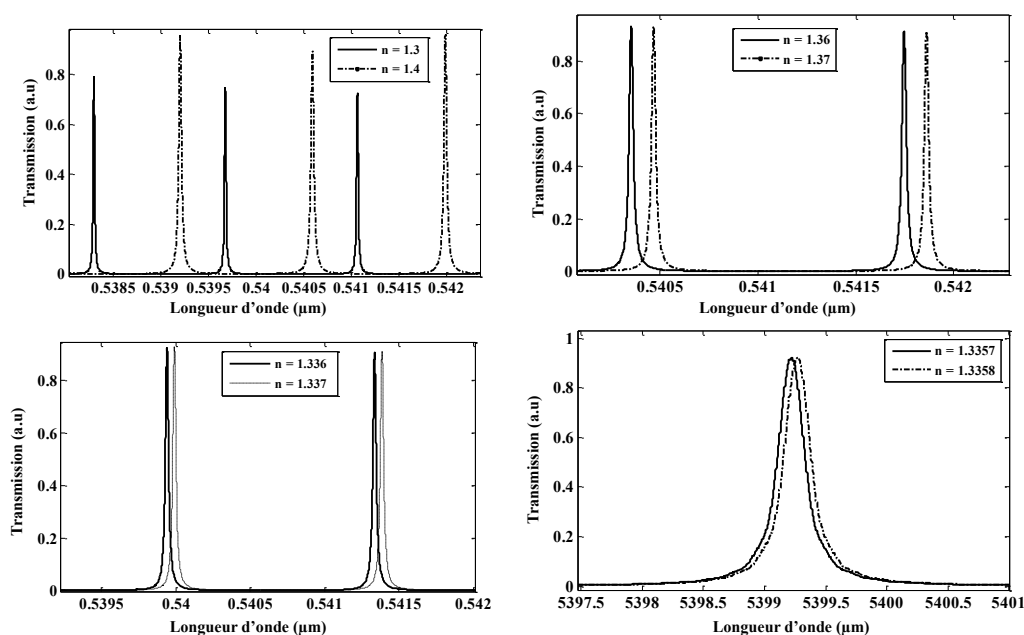 n = 1.3
n = 1.4
0.8
0.6
0.4
0.2
0
Transmission (a.u)
0.5385 0.539 0.5395 0.54 0.5405 0.541 0.5415 0.542
Longueur d'onde (µm)
n = 1.36
n = 1.37
0.8
0.6
0.4
0.2
0
Transmission (a.u)
0.5405 0.541 0.5415 0.542
Longueur d'onde (µm)
n = 1.336
n = 1.337
0.8
0.6
0.4
0.2
0
Transmission (a.u)
0.5395 0.54 0.5405 0.541 0.5415 0.542
Longueur d'onde (µm)
n = 1.3357
n = 1.3358
1
0.8
0.6
0.4
0.2
0
Transmission (a.u)
5397.5 5398 5398.5 5399 5399.5 5400 5400.5 5401
Longueur d'onde (µm)